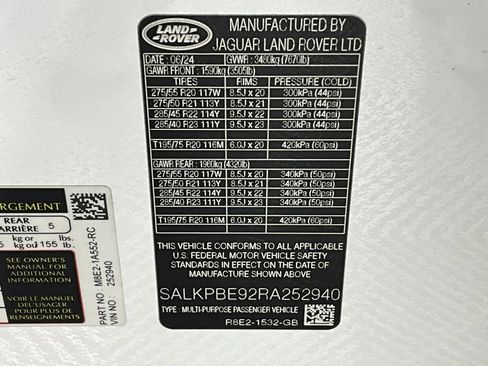 LAND
ROVER
MANUFACTURED BY
JAGUAR LAND ROVER LTD
DATE : 06/24 GVWR : 3480kg (7670lb)
GAWR FRONT : 1590kg (3505lb)
TIRES RIMS PRESSURE (COLD)
275/55 R20 117W 8.5J x 20 300kPa (44psi)
275/50 R21 113Y 8.5J x 21 300kPa (44psi)
285/45 R22 114Y 9.5J x 22 300kPa (44psi)
285/40 R23 111Y 9.5J x 23 300kPa (44psi)
T195/75 R20 116M 6.0J x 20 420kPa (60psi)
GAWR REAR : 1960kg (4320lb)
275/55 R20 117W 8.5J x 20 340kPa (50psi)
275/50 R21 113Y 8.5J x 21 340kPa (50psi)
285/45 R22 114Y 9.5J x 22 340kPa (50psi)
285/40 R23 111Y 9.5J x 23 340kPa (50psi)
T195/75 R20 116M 6.0J x 20 420kPa (60psi)
THIS VEHICLE CONFORMS TO ALL APPLICABLE
U.S. FEDERAL MOTOR VEHICLE
SAFETY AND THEFT PREVENTION STANDARDS
IN EFFECT ON THE DATE OF
MANUFACTURE SHOWN ABOVE.
SALKPBE92RA252940
TYPE : MULTI-PURPOSE PASSENGER VEHICLE
R8E2-1532-GB
REAR
ARRIÈRE 5
kg or lbs.
kg ou 155 lb.
SEE OWNER'S
MANUAL FOR
ADDITIONAL
INFORMATION
VOIR LE MANUEL
DE L'USAGER
POUR PLUS DE
RENSEIGNEMENTS
PART NO. M8E2-1A552-RC
VIN NO. 252940